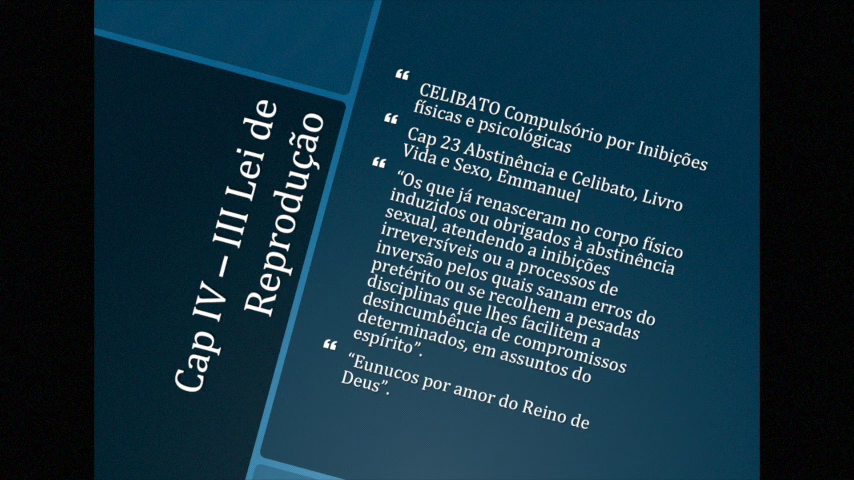 Cap IV – III Lei de
Reprodução
CELIBATO Compulsório por Inibições
físicas e psicológicas
Cap 23 Abstinência e Celibato, Livro
Vida e Sexo, Emmanuel
“Os que já renasceram no corpo físico
induzidos ou obrigados à abstinência
sexual, atendendo a inibições
irreversíveis ou a processos de
inversão pelos quais sanam erros do
pretérito ou se recolhem a pesadas
disciplinas que lhes facilitem a
desincumbência de compromissos
determinados, em assuntos do
espírito”.
“Eunucos por amor do Reino de
Deus”.